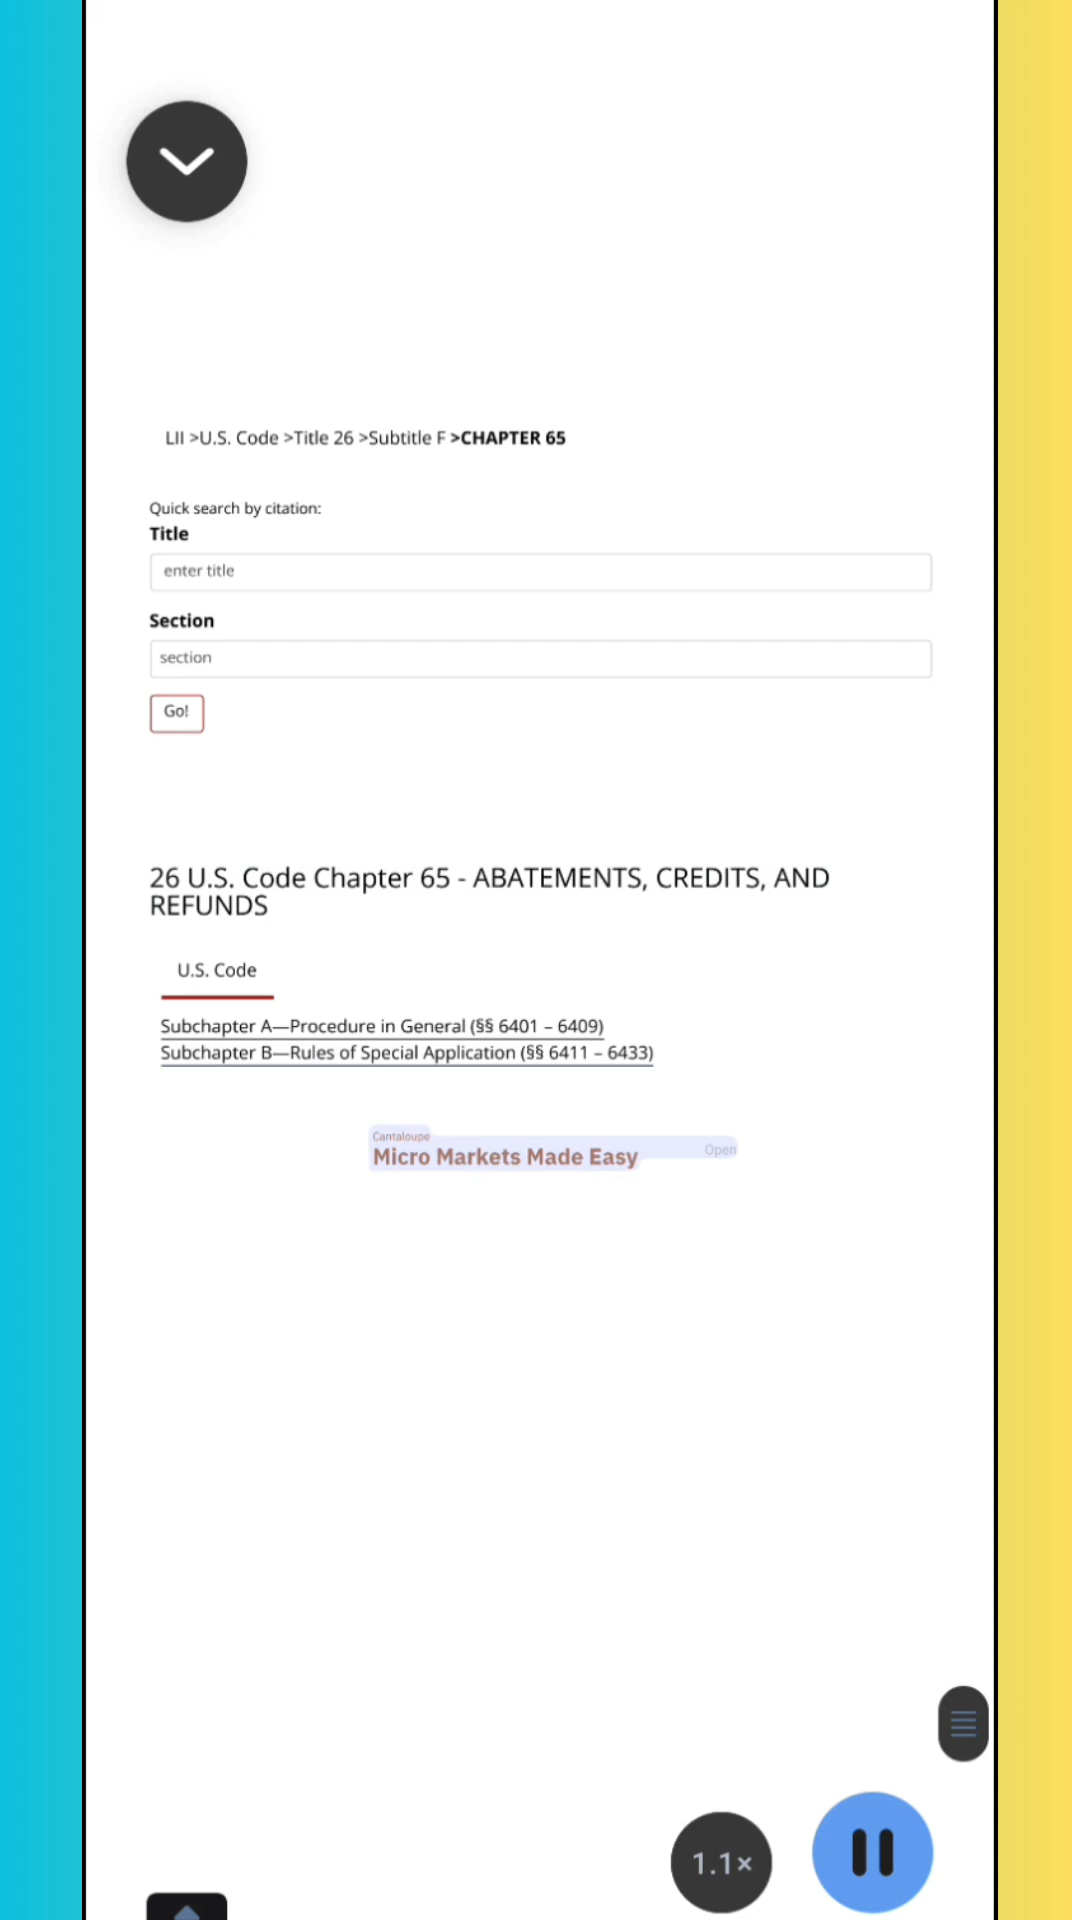 LII >U.S. Code >Title 26 >Subtitle F >CHAPTER 65
Quick search by citation:
Title
enter title
Section
section
Go!
26 U.S. Code Chapter 65 - ABATEMENTS, CREDITS, AND
REFUNDS
U.S. Code
Subchapter A—Procedure in General (§§ 6401 – 6409)
Subchapter B—Rules of Special Application (§§ 6411 – 6433)
Cantaloupe
Micro Markets Made Easy
Open
1.1×